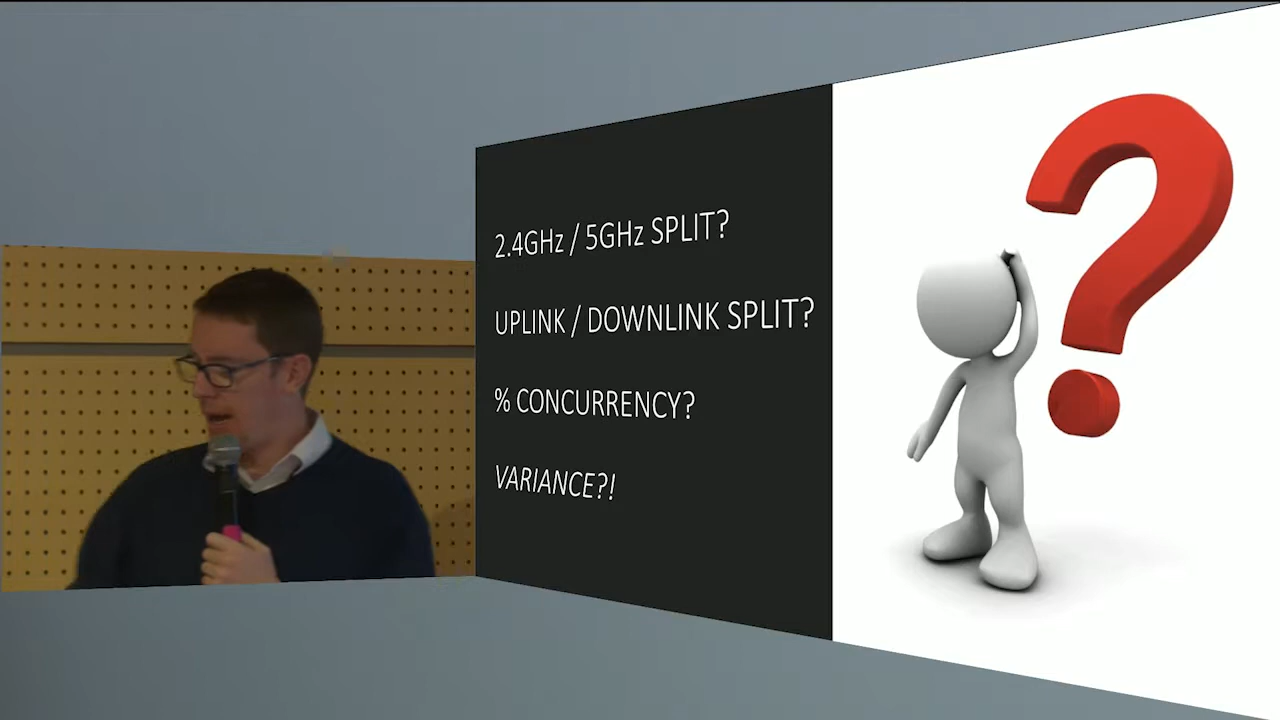 2.4GHz / 5GHz SPLIT?
UPLINK / DOWNLINK SPLIT?
% CONCURRENCY?
VARIANCE?!